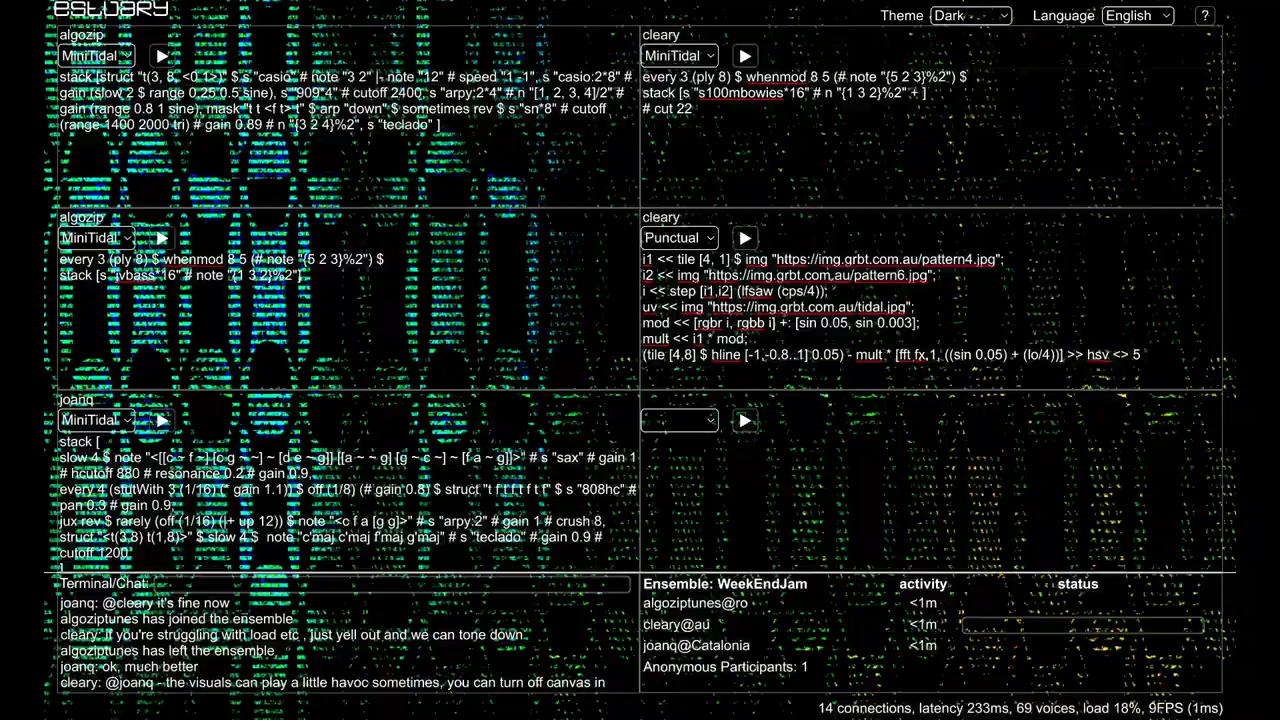 estuary
Theme Dark Language English ?
algozip
MiniTidal
stack [struct "t(3, 8, <0 1>)" $ s "casio" # note "3 2" |- note "12" # speed "1 -1", s "casio:2*8" #
gain (slow 2 $ range 0.25 0.5 sine), s "909*4" # cutoff 2400, s "arpy:2*4" # n "[1, 2, 3, 4]/2" #
gain (range 0.8 1 sine), mask "t t <f t> t" $ arp "down" $ sometimes rev $ s "sn*8" # cutoff
(range 1400 2000 tri) # gain 0.89 # n "{3 2 4}%2", s "teclado" ]
cleary
MiniTidal
every 3 (ply 8) $ whenmod 8 5 (# note "{5 2 3}%2") $
stack [s "s100mbowies*16" # n "{1 3 2}%2" + ]
# cut 22
algozip
MiniTidal
every 3 (ply 8) $ whenmod 8 5 (# note "{5 2 3}%2") $
stack [s "jvbass*16" # note "{1 3 2}%2"]
cleary
Punctual
i1 << tile [4, 1] $ img "https://img.grbt.com.au/pattern4.jpg";
i2 << img "https://img.grbt.com.au/pattern6.jpg";
i << step [i1,i2] (lfsaw (cps/4));
uv << img "https://img.grbt.com.au/tidal.jpg";
mod << [rgbr i, rgbb i] +: [sin 0.05, sin 0.003];
mult << i1 * mod;
(tile [4,8] $ hline [-1,-0.8..1] 0.05) - mult * [fft fx,1, ((sin 0.05) + (lo/4))] >> hsv <> 5
joanq
MiniTidal
stack [
slow 4 $ note "<[[c ~ f ~] [c g ~ ~] ~ [d e ~ g]] [[a ~ ~ g] [g ~ c ~] ~ [f a ~ g]]>" # s "sax" # gain 1
# hcutoff 880 # resonance 0.2 # gain 0.9,
every 4 (stutWith 3 (1/16) (# gain 1.1)) $ off (1/8) (# gain 0.8) $ struct "t f t f t f t f" $ s "808hc" #
pan 0.3 # gain 0.9,
jux rev $ rarely (off (1/16) (|+ up 12)) $ note "<c f a [g g]>" # s "arpy:2" # gain 1 # crush 8,
struct "<t(3,8) t(1,8)>" $ slow 4 $ note "c'maj c'maj f'maj g'maj" # s "teclado" # gain 0.9 #
cutoff 1200
]
Terminal/Chat:
joanq: @cleary it's fine now
algoziptunes has joined the ensemble
cleary: if you're struggling with load etc , just yell out and we can tone down
algoziptunes has left the ensemble
joanq: ok, much better
cleary: @joanq - the visuals can play a little havoc sometimes, you can turn off canvas in
Ensemble: WeekEndJam activity status
algoziptunes@ro <1m
cleary@au <1m
joanq@Catalonia <1m
Anonymous Participants: 1
14 connections, latency 233ms, 69 voices, load 18%, 9FPS (1ms)